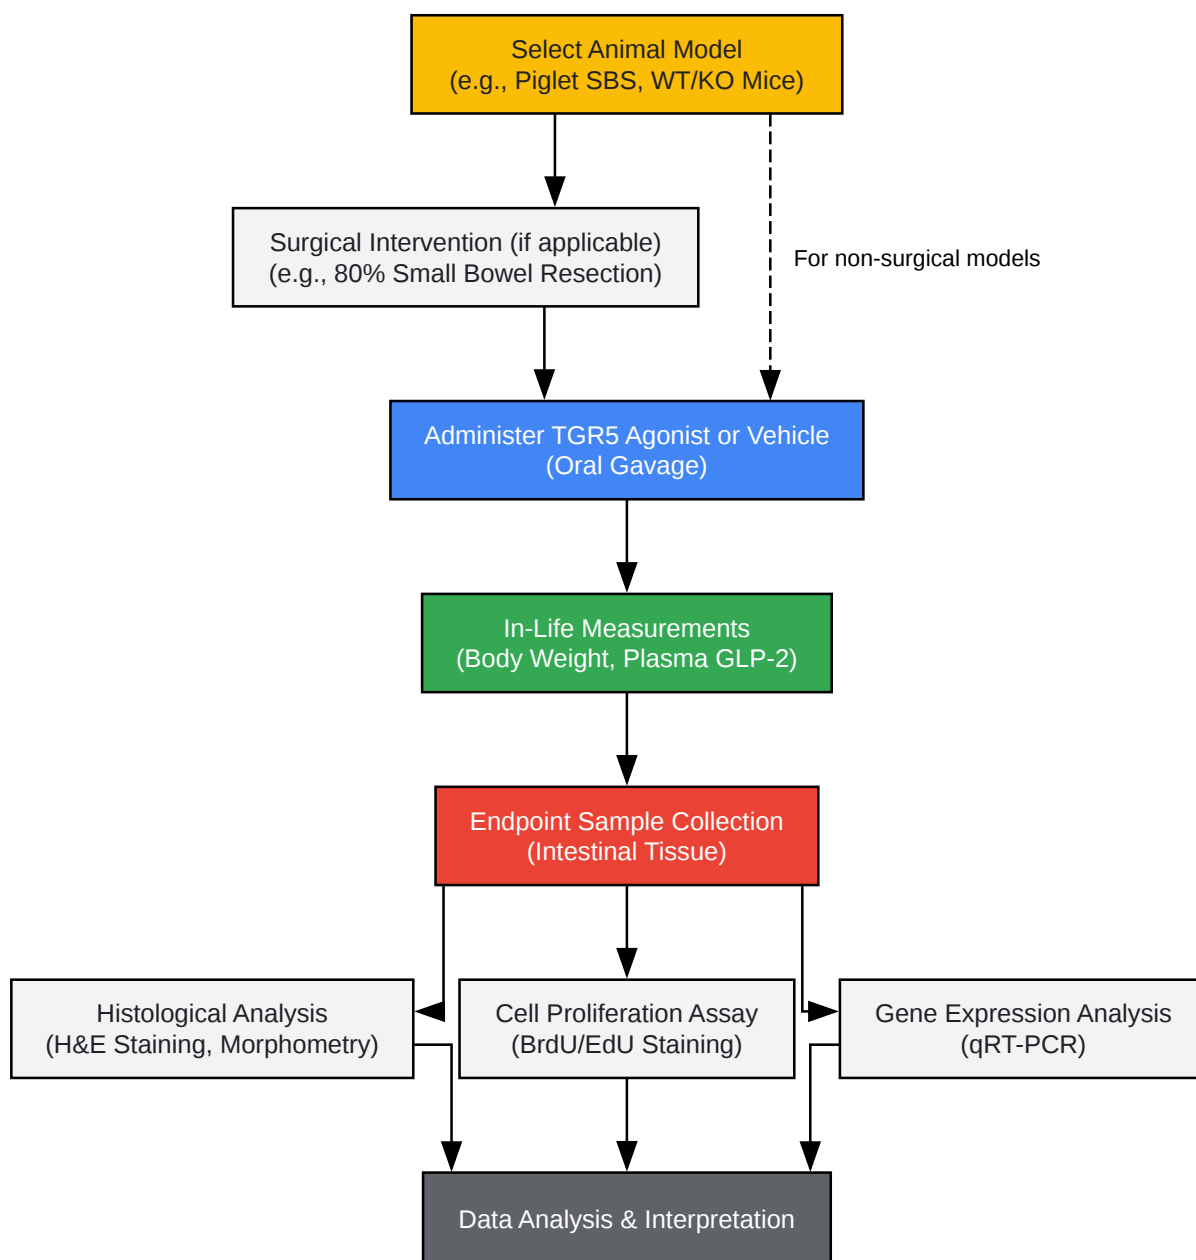 Select Animal Model
(e.g., Piglet SBS, WT/KO Mice)
Surgical Intervention (if applicable)
(e.g., 80% Small Bowel Resection)
For non-surgical models
Administer TGR5 Agonist or Vehicle
(Oral Gavage)
In-Life Measurements
(Body Weight, Plasma GLP-2)
Endpoint Sample Collection
(Intestinal Tissue)
Histological Analysis
(H&E Staining, Morphometry)
Cell Proliferation Assay
(BrdU/EdU Staining)
Gene Expression Analysis
(qRT-PCR)
Data Analysis & Interpretation